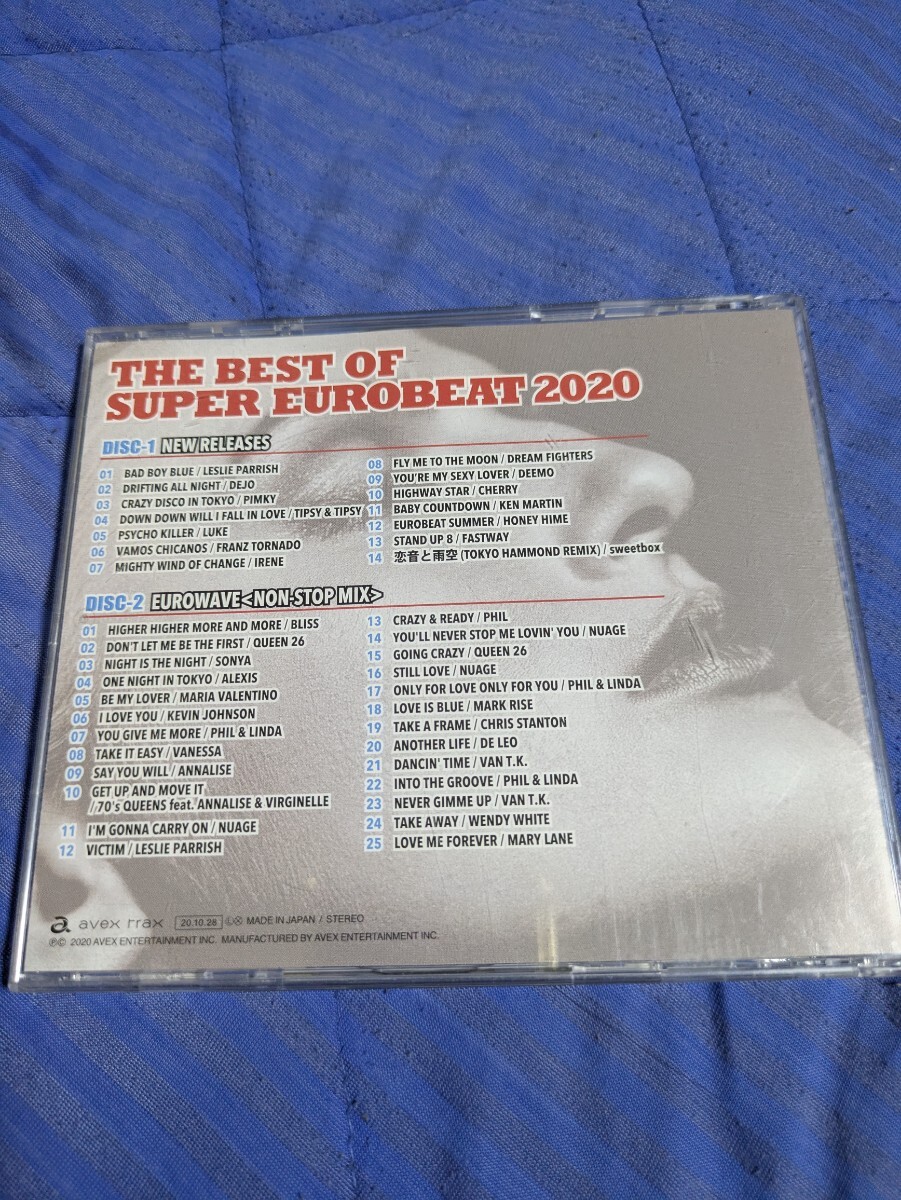 THE BEST OF
SUPER EUROBEAT 2020
DISC-1 NEW RELEASES
01 BAD BOY BLUE / LESLIE PARRISH
02 DRIFTING ALL NIGHT / DEJO
03 CRAZY DISCO IN TOKYO / PIMKY
04 DOWN DOWN WILL I FALL IN LOVE / TIPSY & TIPSY
05 PSYCHO KILLER / LUKE
06 VAMOS CHICANOS / FRANZ TORNADO
07 MIGHTY WIND OF CHANGE / IRENE
08 FLY ME TO THE MOON / DREAM FIGHTERS
09 YOU'RE MY SEXY LOVER / DEEMO
10 HIGHWAY STAR / CHERRY
11 BABY COUNTDOWN / KEN MARTIN
12 EUROBEAT SUMMER / HONEY HIME
13 STAND UP 8 / FASTWAY
14 恋音と雨空 (TOKYO HAMMOND REMIX) / sweetbox
DISC-2 EUROWAVE<NON-STOP MIX>
01 HIGHER HIGHER MORE AND MORE / BLISS
02 DON'T LET ME BE THE FIRST / QUEEN 26
03 NIGHT IS THE NIGHT / SONYA
04 ONE NIGHT IN TOKYO / ALEXIS
05 BE MY LOVER / MARIA VALENTINO
06 I LOVE YOU / KEVIN JOHNSON
07 YOU GIVE ME MORE / PHIL & LINDA
08 TAKE IT EASY / VANESSA
09 SAY YOU WILL / ANNALISE
10 GET UP AND MOVE IT
/ 70's QUEENS feat. ANNALISE & VIRGINELLE
11 I'M GONNA CARRY ON / NUAGE
12 VICTIM / LESLIE PARRISH
13 CRAZY & READY / PHIL
14 YOU'LL NEVER STOP ME LOVIN' YOU / NUAGE
15 GOING CRAZY / QUEEN 26
16 STILL LOVE / NUAGE
17 ONLY FOR LOVE ONLY FOR YOU / PHIL & LINDA
18 LOVE IS BLUE / MARK RISE
19 TAKE A FRAME / CHRIS STANTON
20 ANOTHER LIFE / DE LEO
21 DANCIN' TIME / VAN T.K.
22 INTO THE GROOVE / PHIL & LINDA
23 NEVER GIMME UP / VAN T.K.
24 TAKE AWAY / WENDY WHITE
25 LOVE ME FOREVER / MARY LANE
a avex trax 20.10.28 Ⓛⓧ MADE IN JAPAN / STEREO
℗© 2020 AVEX ENTERTAINMENT INC. MANUFACTURED BY AVEX ENTERTAINMENT INC.